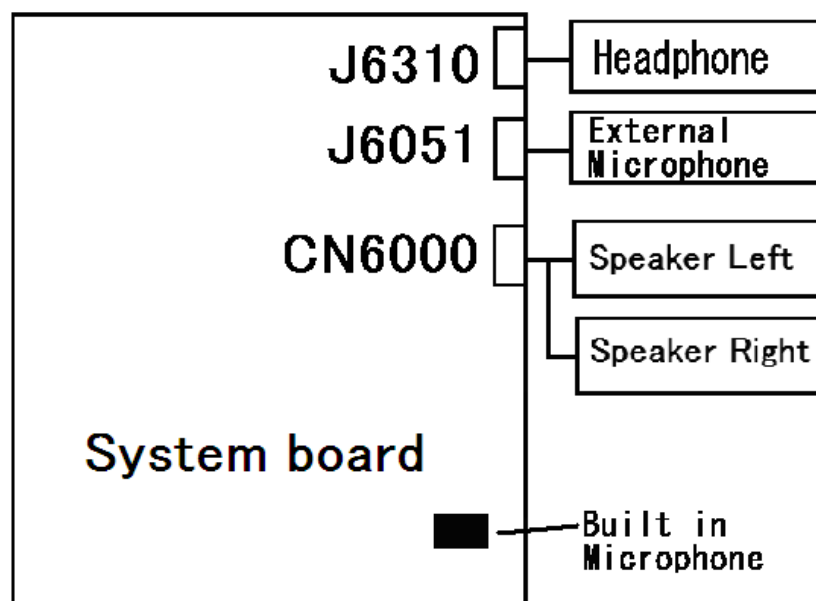 J6310
Headphone
J6051
External
Microphone
CN6000
Speaker Left
Speaker Right
System board
Built in
Microphone